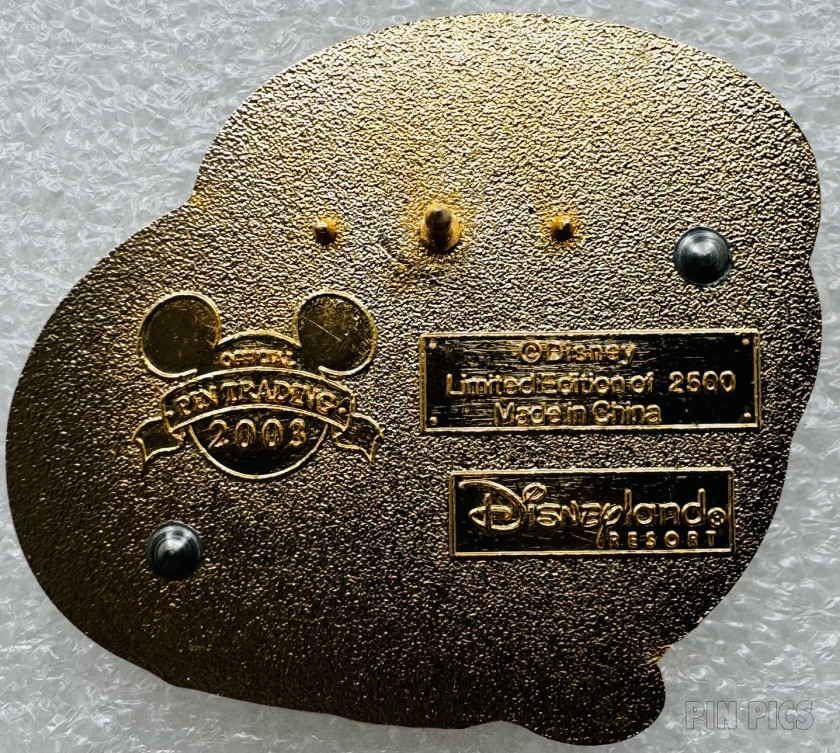 OFFICIAL
PIN TRADING
2003
© Disney
Limited Edition of 2500
Made in China
Disneyland®
RESORT
PIN PICS